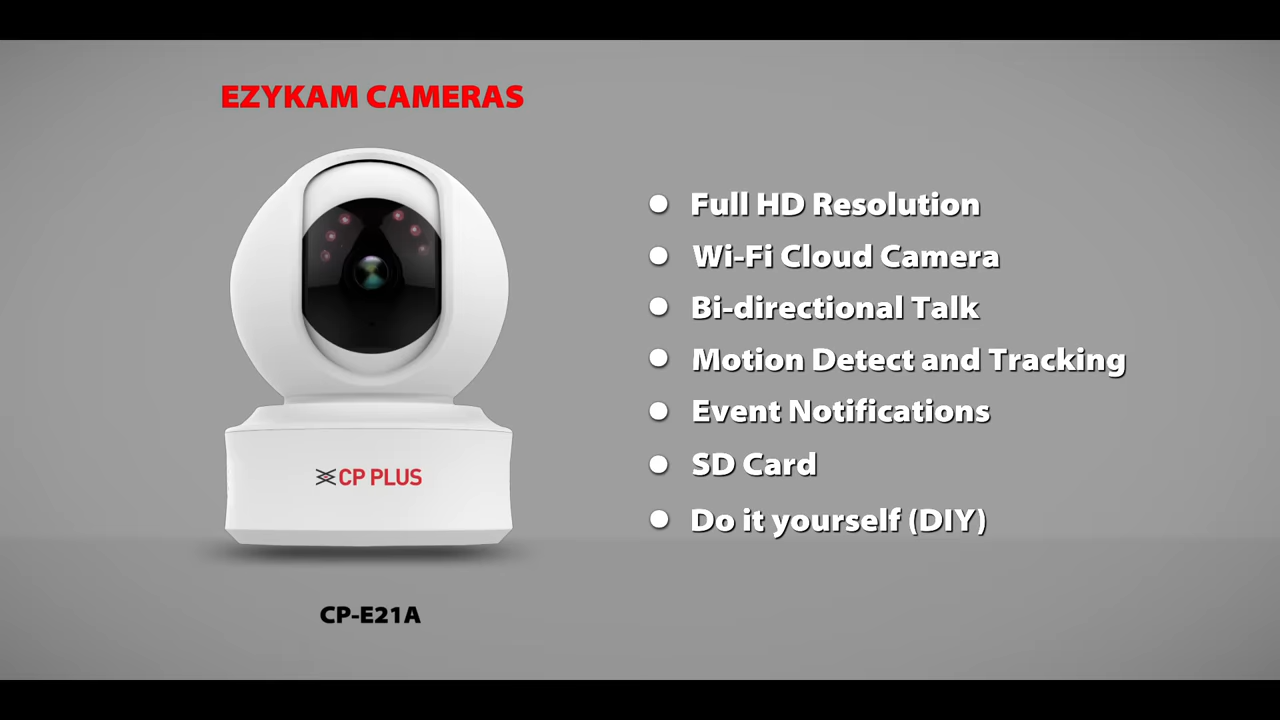 EZYKAM CAMERAS
CP PLUS
CP-E21A
Full HD Resolution
Wi-Fi Cloud Camera
Bi-directional Talk
Motion Detect and Tracking
Event Notifications
SD Card
Do it yourself (DIY)